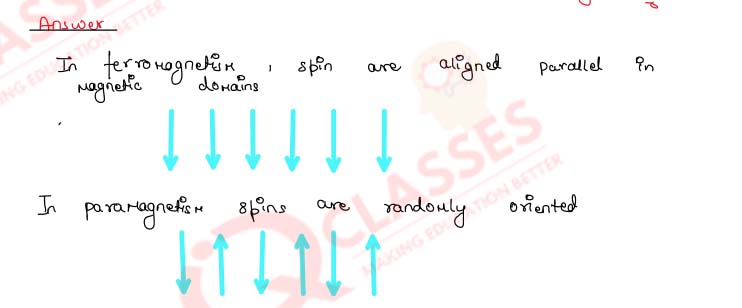 Answer
In ferromagnetism, spin are aligned parallel in
magnetic domains
In paramagnetism spins are randomly oriented
CLASSES
MAKING EDUCATION BETTER